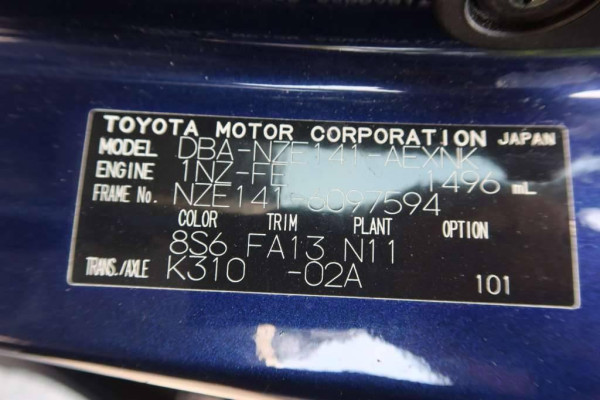 TOYOTA MOTOR CORPORATION JAPAN
MODEL DBA-NZE141-AEXNK
ENGINE 1NZ-FE 1496 mL
FRAME No. NZE141-6097594
COLOR TRIM PLANT OPTION
8S6 FA13 N11
TRANS./AXLE K310 -02A 101